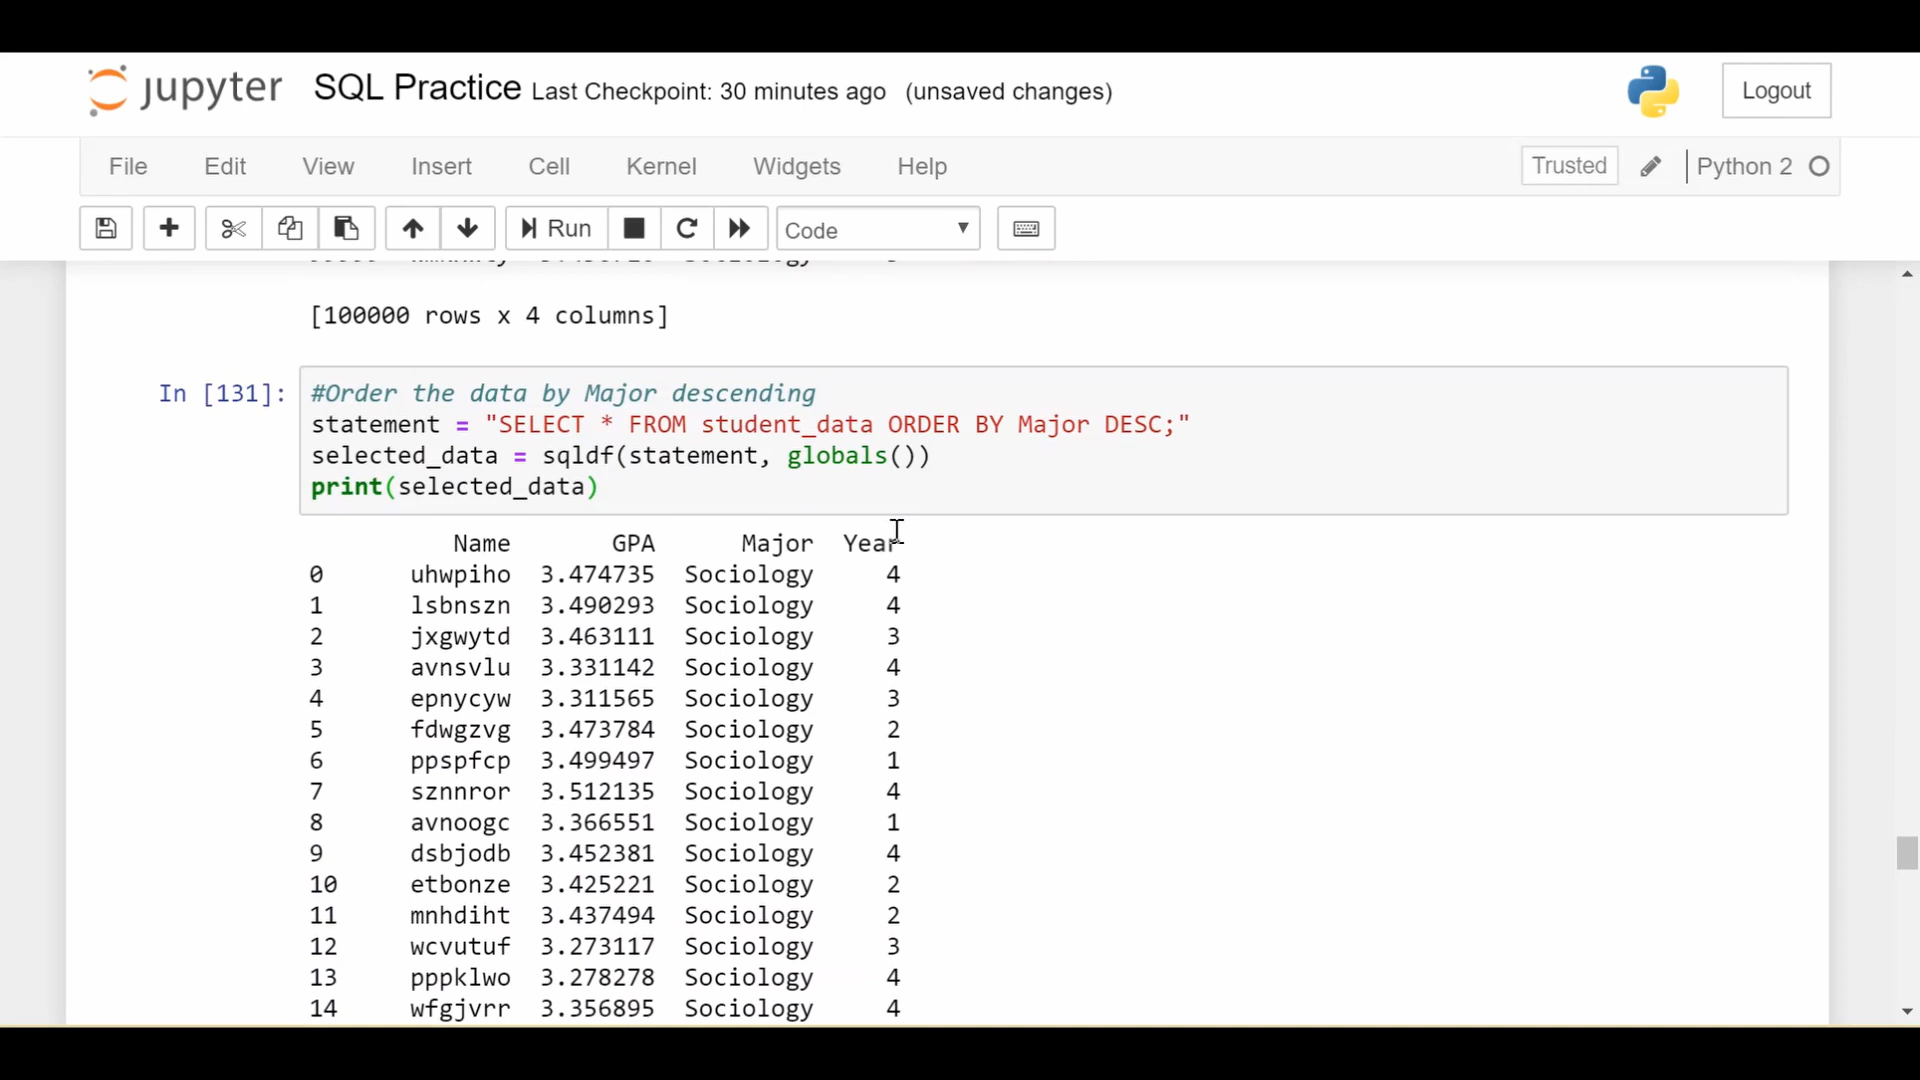 jupyter SQL Practice Last Checkpoint: 30 minutes ago (unsaved changes) Logout
File Edit View Insert Cell Kernel Widgets Help Trusted Python 2
Run Code
[100000 rows x 4 columns]
In [131]: #Order the data by Major descending
statement = "SELECT * FROM student_data ORDER BY Major DESC;"
selected_data = sqldf(statement, globals())
print(selected_data)
Name GPA Major Year
0 uhwpiho 3.474735 Sociology 4
1 lsbnszn 3.490293 Sociology 4
2 jxgwytd 3.463111 Sociology 3
3 avnsvlu 3.331142 Sociology 4
4 epnycyw 3.311565 Sociology 3
5 fdwgzvg 3.473784 Sociology 2
6 ppspfcp 3.499497 Sociology 1
7 sznnror 3.512135 Sociology 4
8 avnoogc 3.366551 Sociology 1
9 dsbjodb 3.452381 Sociology 4
10 etbonze 3.425221 Sociology 2
11 mnhdiht 3.437494 Sociology 2
12 wcvutuf 3.273117 Sociology 3
13 pppklwo 3.278278 Sociology 4
14 wfgjvrr 3.356895 Sociology 4